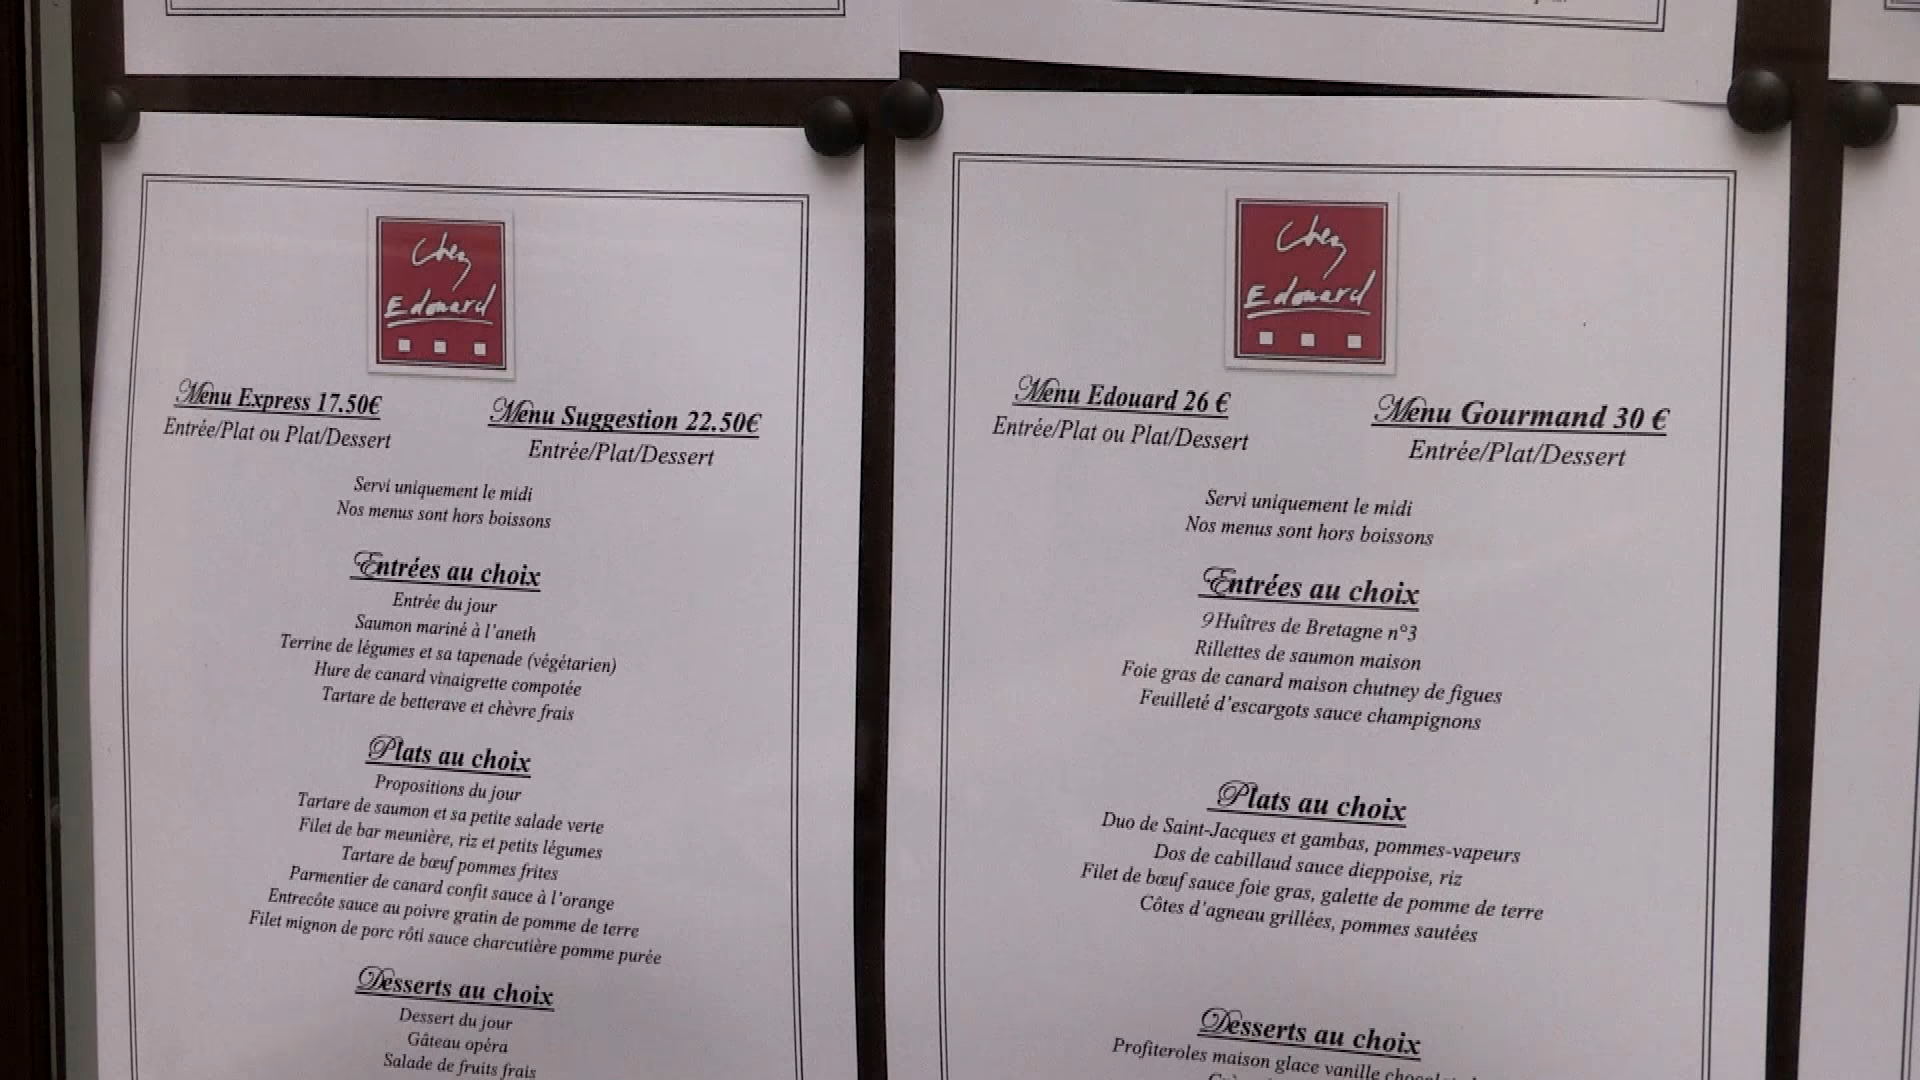 Chez
Edouard
Menu Express 17.50€
Entrée/Plat ou Plat/Dessert
Menu Suggestion 22.50€
Entrée/Plat/Dessert
Servi uniquement le midi
Nos menus sont hors boissons
Entrées au choix
Entrée du jour
Saumon mariné à l'aneth
Terrine de légumes et sa tapenade (végétarien)
Hure de canard vinaigrette compotée
Tartare de betterave et chèvre frais
Plats au choix
Propositions du jour
Tartare de saumon et sa petite salade verte
Filet de bar meunière, riz et petits légumes
Tartare de bœuf pommes frites
Parmentier de canard confit sauce à l'orange
Entrecôte sauce au poivre gratin de pomme de terre
Filet mignon de porc rôti sauce charcutière pomme purée
Desserts au choix
Dessert du jour
Gâteau opéra
Salade de fruits frais
Chez
Edouard
Menu Edouard 26 €
Entrée/Plat ou Plat/Dessert
Menu Gourmand 30 €
Entrée/Plat/Dessert
Servi uniquement le midi
Nos menus sont hors boissons
Entrées au choix
9 Huîtres de Bretagne n°3
Rillettes de saumon maison
Foie gras de canard maison chutney de figues
Feuilleté d'escargots sauce champignons
Plats au choix
Duo de Saint-Jacques et gambas, pommes-vapeurs
Dos de cabillaud sauce dieppoise, riz
Filet de bœuf sauce foie gras, galette de pomme de terre
Côtes d'agneau grillées, pommes sautées
Desserts au choix
Profiteroles maison glace vanille